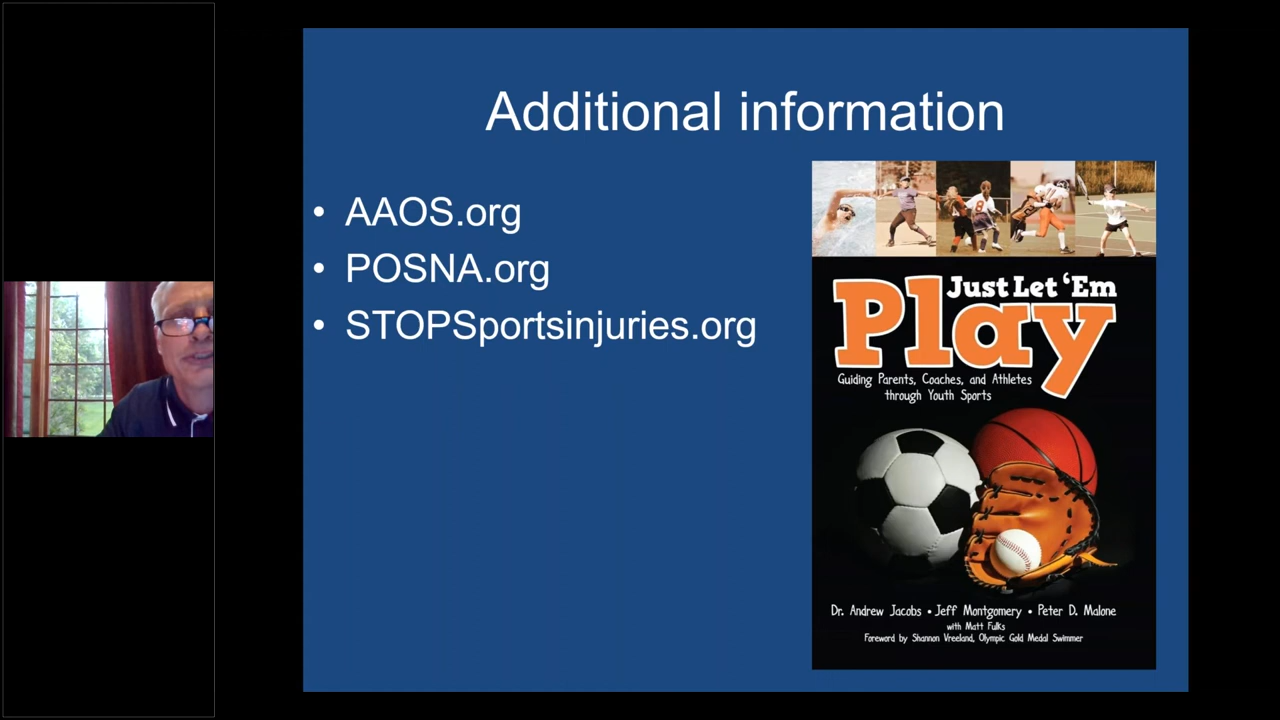 Additional information
• AAOS.org
• POSNA.org
• STOPSportsinjuries.org
Just Let ‘Em
Play
Guiding Parents, Coaches, and Athletes
through Youth Sports
Dr. Andrew Jacobs • Jeff Montgomery • Peter D. Malone
with Matt Fulks
Foreword by Shannon Vreeland, Olympic Gold Medal Swimmer